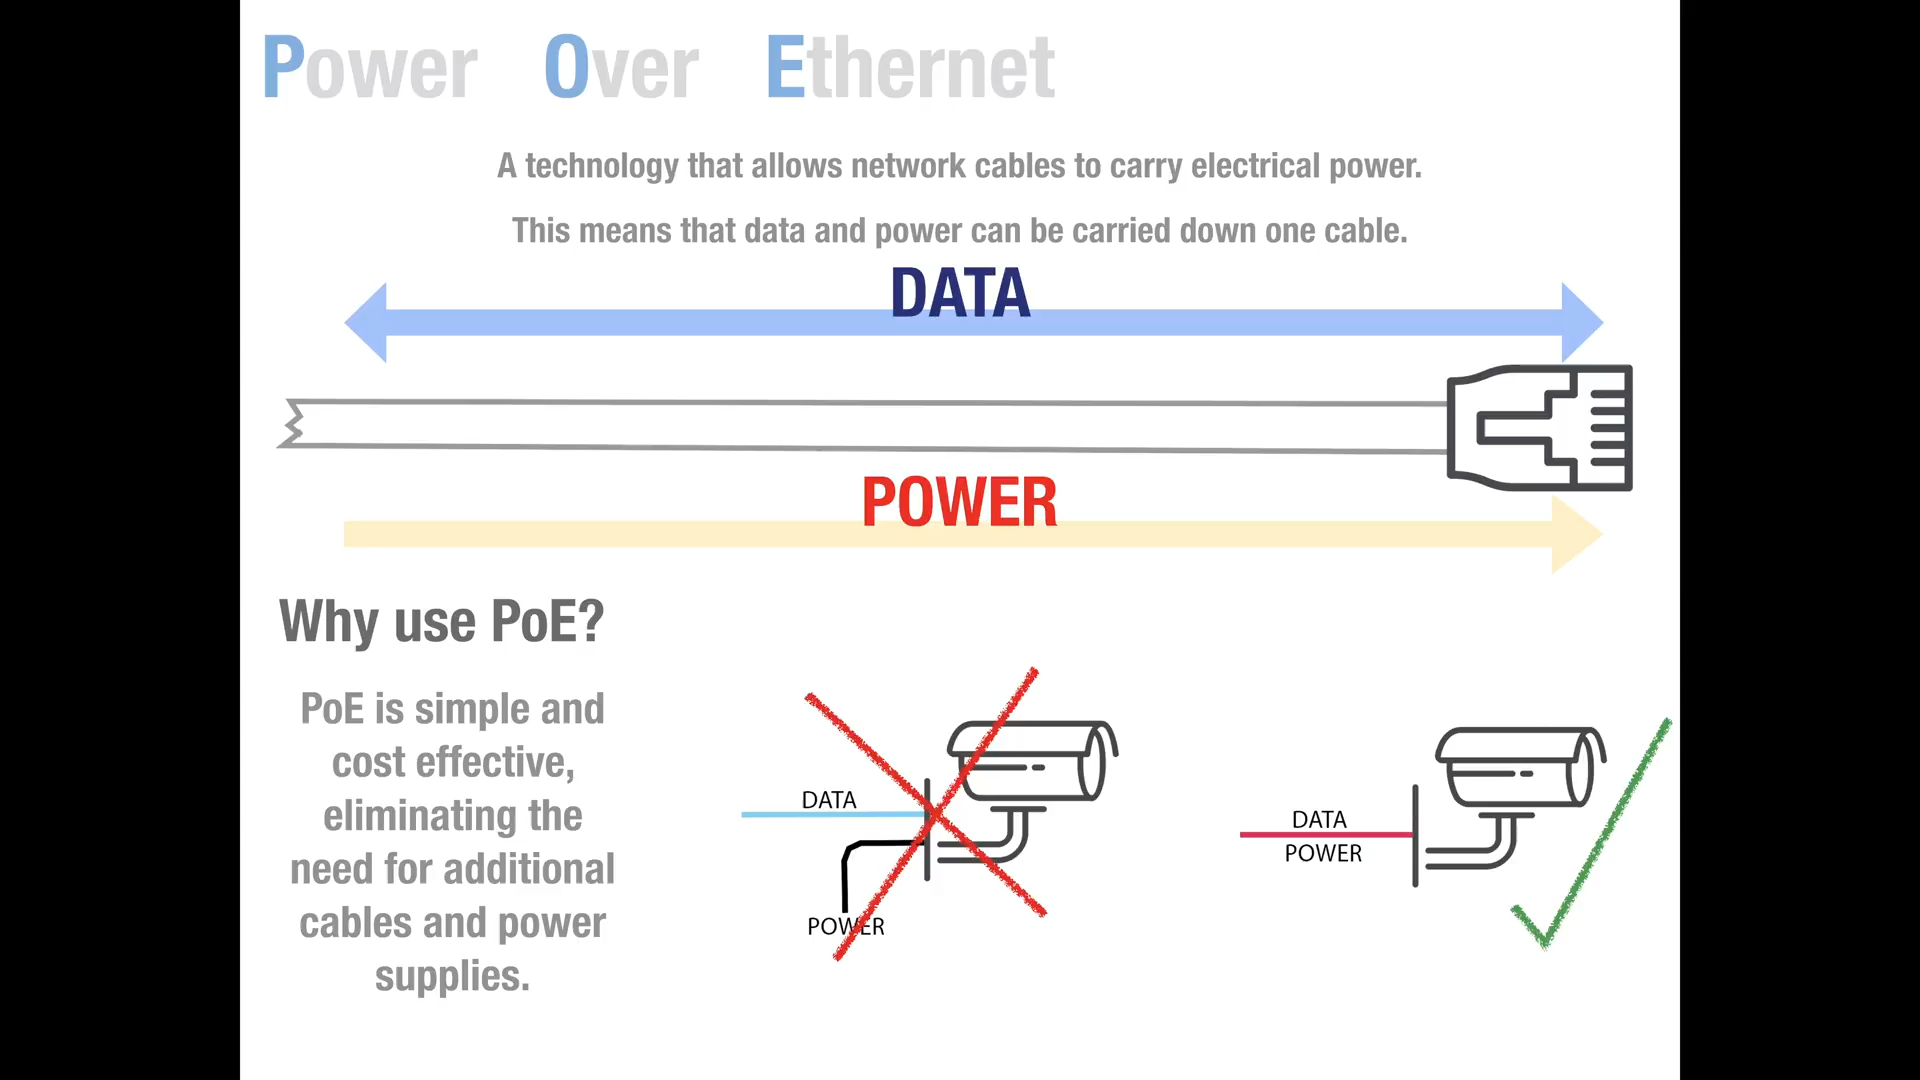 Power Over Ethernet
A technology that allows network cables to carry electrical power.
This means that data and power can be carried down one cable.
DATA
POWER
Why use PoE?
PoE is simple and
cost effective,
eliminating the
need for additional
cables and power
supplies.
DATA
POWER
DATA
POWER